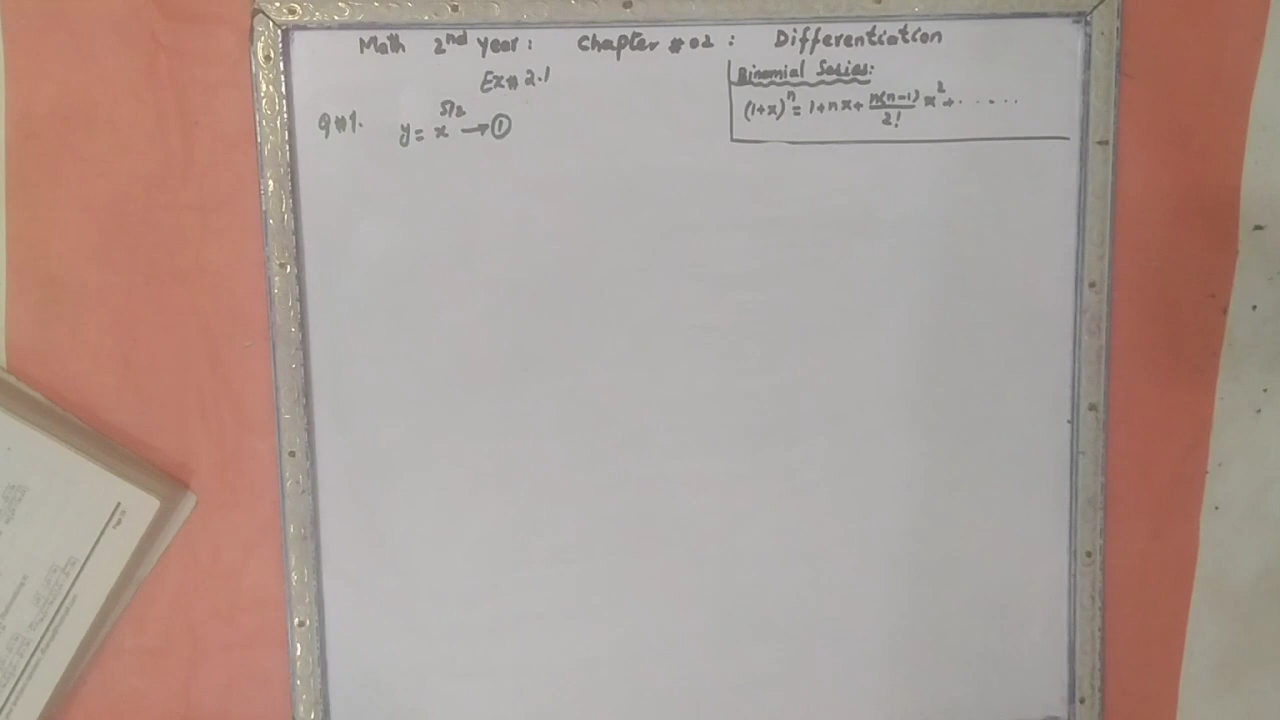 Math 2nd year: Chapter # 02: Differentiation
Ex# 2.1
Binomial Series:
(1+x)^n = 1+nx+ n(n-1)/2! x^2 + . . . . .
Q#1. y = x^5/2 → ①